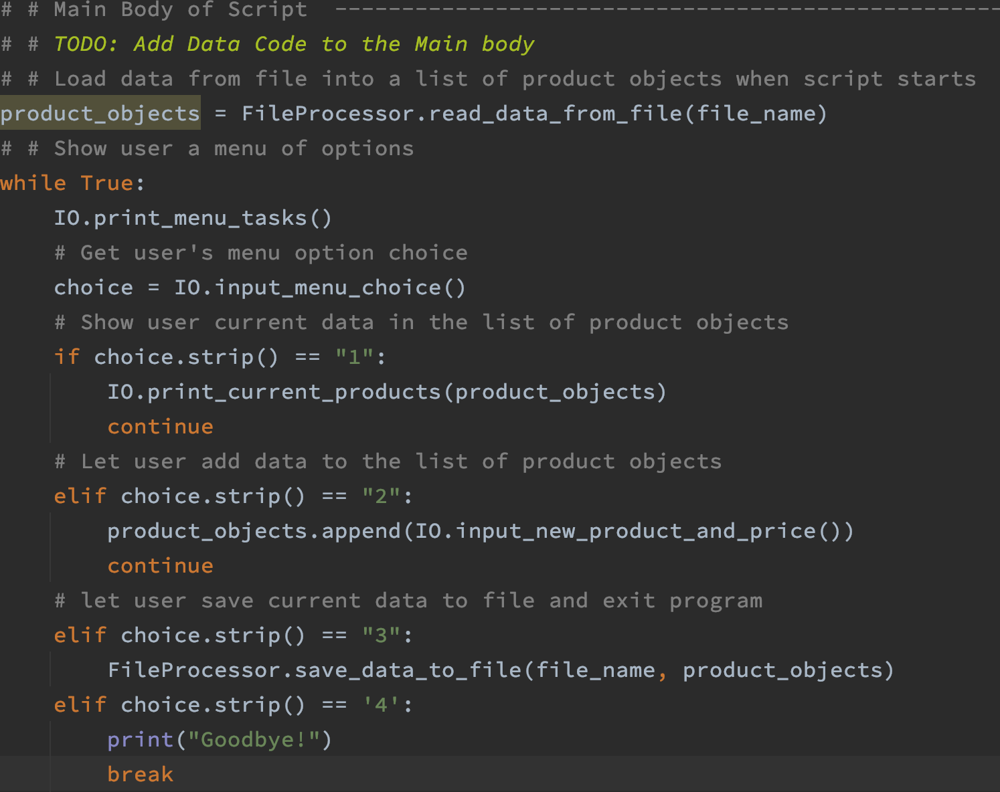 # # Main Body of Script  --------------------------------------------------
# # TODO: Add Data Code to the Main body
# # Load data from file into a list of product objects when script starts
product_objects = FileProcessor.read_data_from_file(file_name)
# # Show user a menu of options
while True:
    IO.print_menu_tasks()
    # Get user's menu option choice
    choice = IO.input_menu_choice()
    # Show user current data in the list of product objects
    if choice.strip() == "1":
        IO.print_current_products(product_objects)
        continue
    # Let user add data to the list of product objects
    elif choice.strip() == "2":
        product_objects.append(IO.input_new_product_and_price())
        continue
    # let user save current data to file and exit program
    elif choice.strip() == "3":
        FileProcessor.save_data_to_file(file_name, product_objects)
    elif choice.strip() == '4':
        print("Goodbye!")
        break